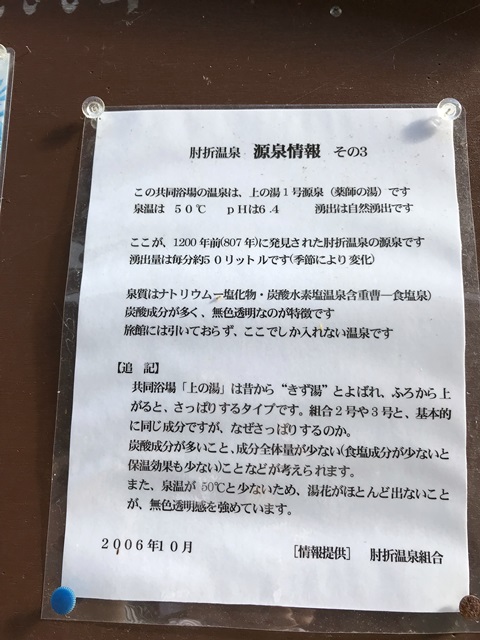 肘折温泉 源泉情報 その3
この共同浴場の温泉は、上の湯1号源泉(薬師の湯)です
泉温は 50℃ pHは6.4 湧出は自然湧出です
ここが、1200年前(807年)に発見された肘折温泉の源泉です
湧出量は毎分約50リットルです(季節により変化)
泉質はナトリウム―塩化物・炭酸水素塩温泉含重曹―食塩泉)
炭酸成分が多く、無色透明なのが特徴です
旅館には引いておらず、ここでしか入れない温泉です
【追 記】
共同浴場「上の湯」は昔から“きず湯”とよばれ、ふろから上
がると、さっぱりするタイプです。組合2号や3号と、基本的
に同じ成分ですが、なぜさっぱりするのか。
炭酸成分が多いこと、成分全体量が少ない(食塩成分が少ないと
保温効果も少ない)ことなどが考えられます。
また、泉温が50℃と少ないため、湯花がほとんど出ないこと
が、無色透明感を強めています。
2006年10月 [情報提供] 肘折温泉組合